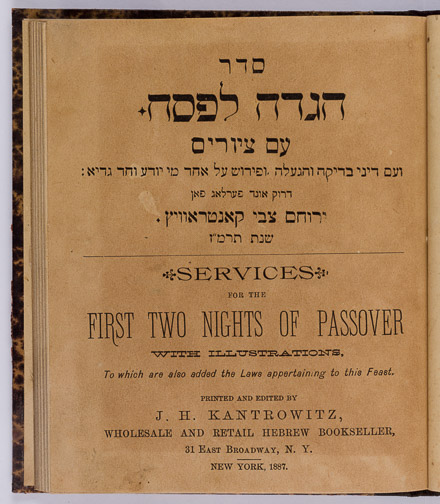 סדר
הגדה לפסח.
עם ציורים
ועם דיני בדיקה והגעלה, ופירוש על אחד מי יודע וחד גדיא:
דרוק אונד פערלאג פאן
ירוחם צבי קאנטראוויץ.
שנת תרמ״ז
SERVICES
FOR THE
FIRST TWO NIGHTS OF PASSOVER
WITH ILLUSTRATIONS.
To which are also added the Laws appertaining to this Feast.
PRINTED AND EDITED BY
J. H. KANTROWITZ,
WHOLESALE AND RETAIL HEBREW BOOKSELLER,
31 EAST BROADWAY, N. Y.
NEW YORK, 1887.